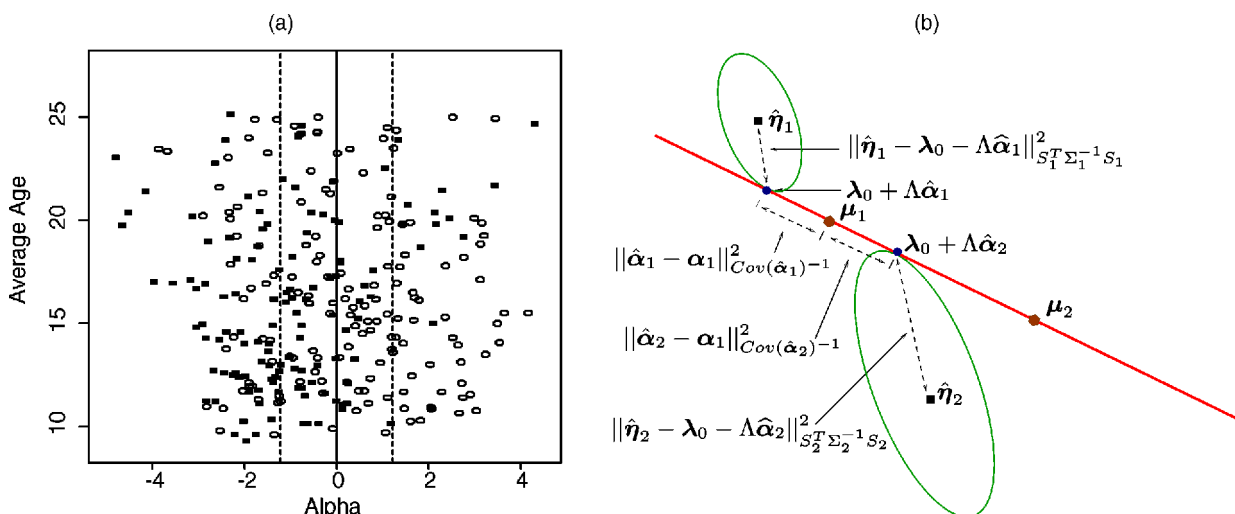 (a)
Average Age
25
20
15
10
-4
-2
0
2
4
Alpha
(b)
η̂₁
||η̂₁ − λ₀ − Λα̂₁||²_{S₁ᵀΣ₁⁻¹S₁}
λ₀ + Λα̂₁
μ₁
λ₀ + Λα̂₂
||α̂₁ − α₁||²_{Cov(α̂₁)−1}
μ₂
||α̂₂ − α₁||²_{Cov(α̂₂)−1}
η̂₂
||η̂₂ − λ₀ − Λα̂₂||²_{S₂ᵀΣ₂⁻¹S₂}